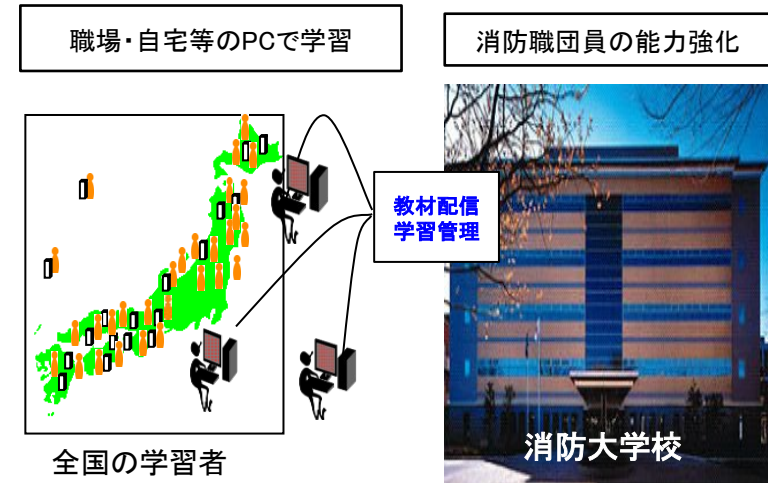 職場・自宅等のPCで学習
消防職団員の能力強化
教材配信
学習管理
消防大学校
全国の学習者